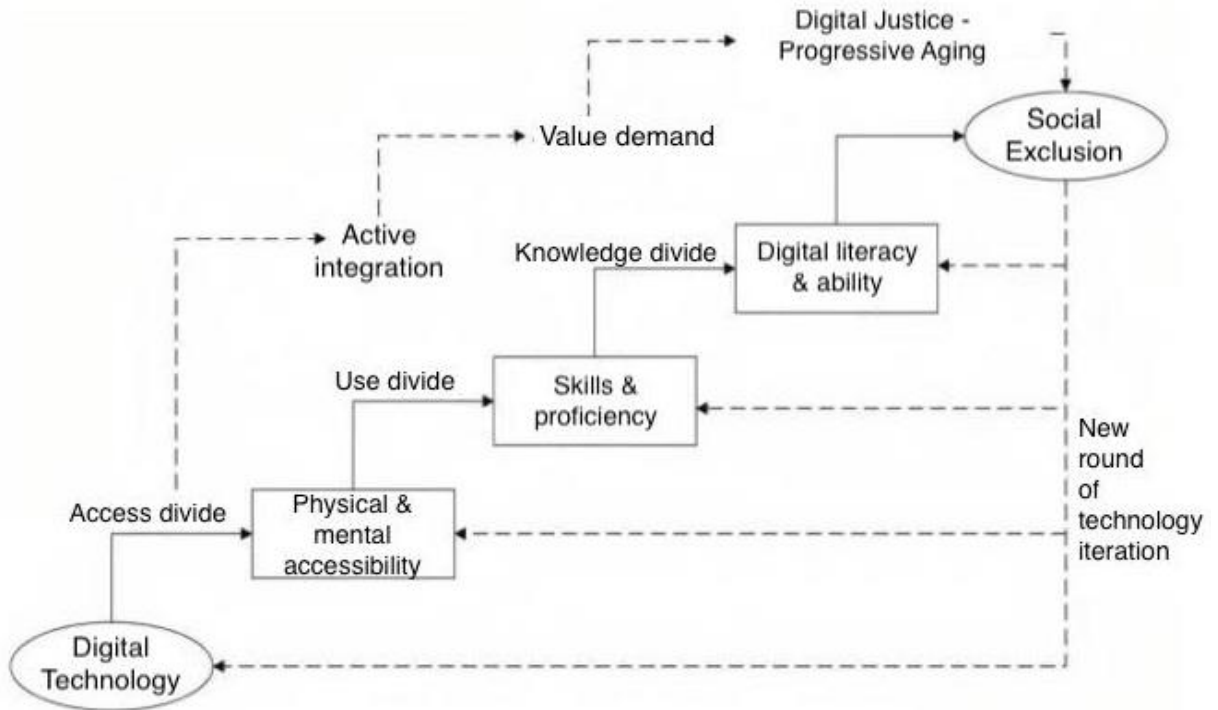 Digital Justice -
Progressive Aging
Social
Exclusion
Value demand
Active
integration
Knowledge divide
Digital literacy
& ability
Use divide
Skills &
proficiency
New
round
of
technology
iteration
Access divide
Physical &
mental
accessibility
Digital
Technology